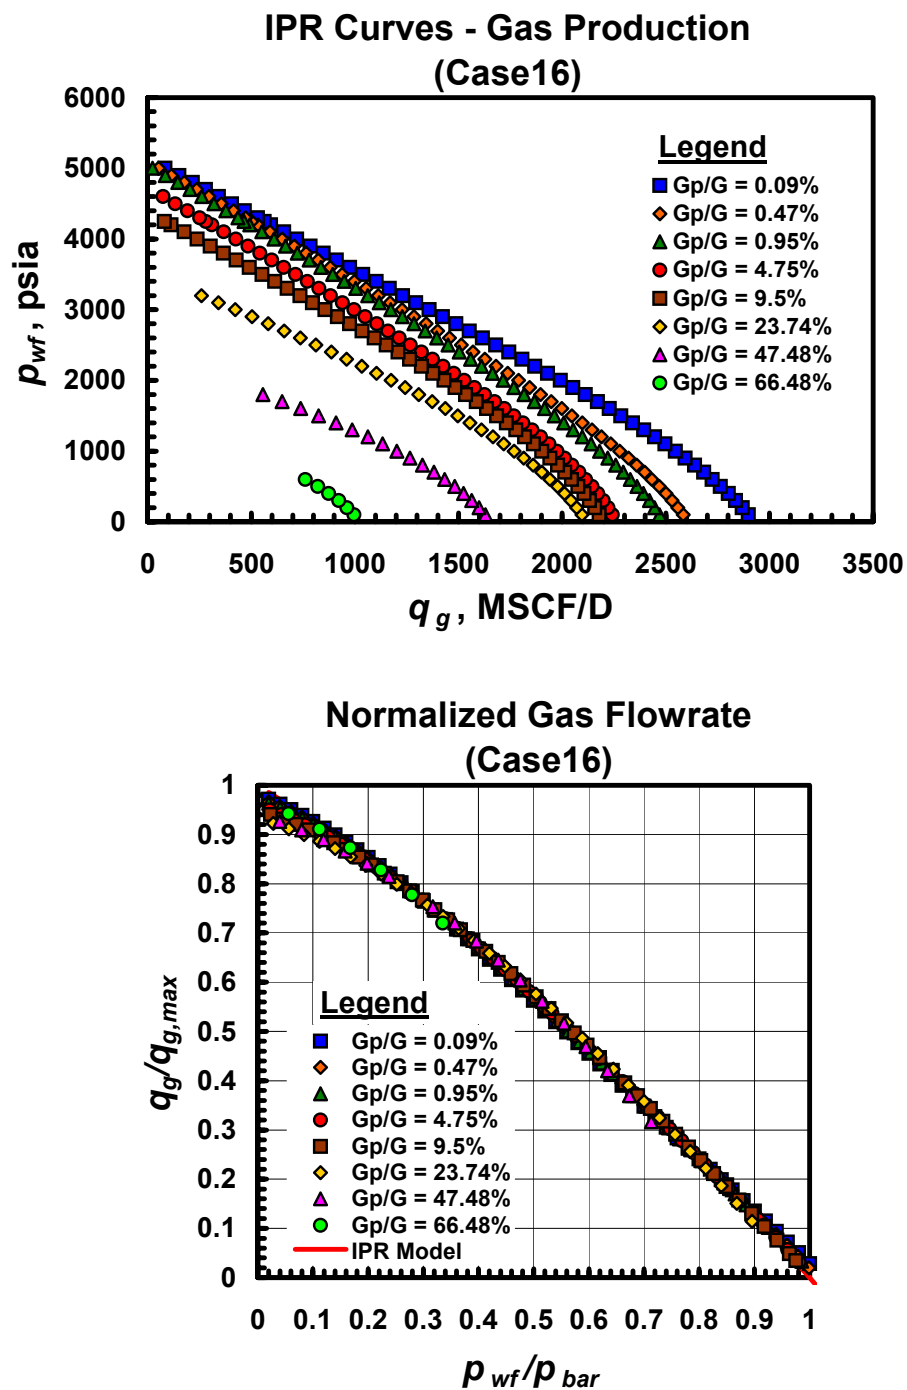 IPR Curves - Gas Production
(Case16)
6000
5000
4000
3000
2000
1000
0
p wf, psia
Legend
Gp/G = 0.09%
Gp/G = 0.47%
Gp/G = 0.95%
Gp/G = 4.75%
Gp/G = 9.5%
Gp/G = 23.74%
Gp/G = 47.48%
Gp/G = 66.48%
0 500 1000 1500 2000 2500 3000 3500
q g , MSCF/D
Normalized Gas Flowrate
(Case16)
1
0.9
0.8
0.7
0.6
0.5
0.4
0.3
0.2
0.1
0
q g/q g,max
Legend
Gp/G = 0.09%
Gp/G = 0.47%
Gp/G = 0.95%
Gp/G = 4.75%
Gp/G = 9.5%
Gp/G = 23.74%
Gp/G = 47.48%
Gp/G = 66.48%
IPR Model
0 0.1 0.2 0.3 0.4 0.5 0.6 0.7 0.8 0.9 1
p wf /p bar